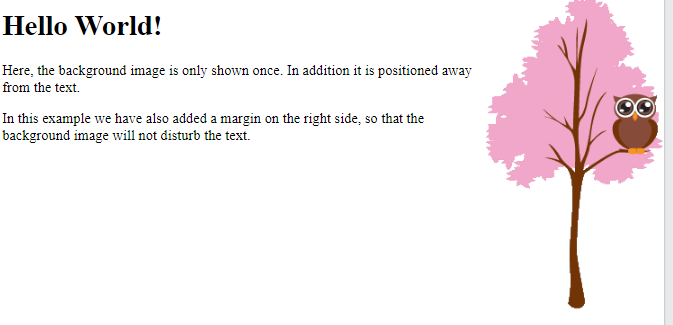 Hello World!
Here, the background image is only shown once. In addition it is positioned away
from the text.
In this example we have also added a margin on the right side, so that the
background image will not disturb the text.